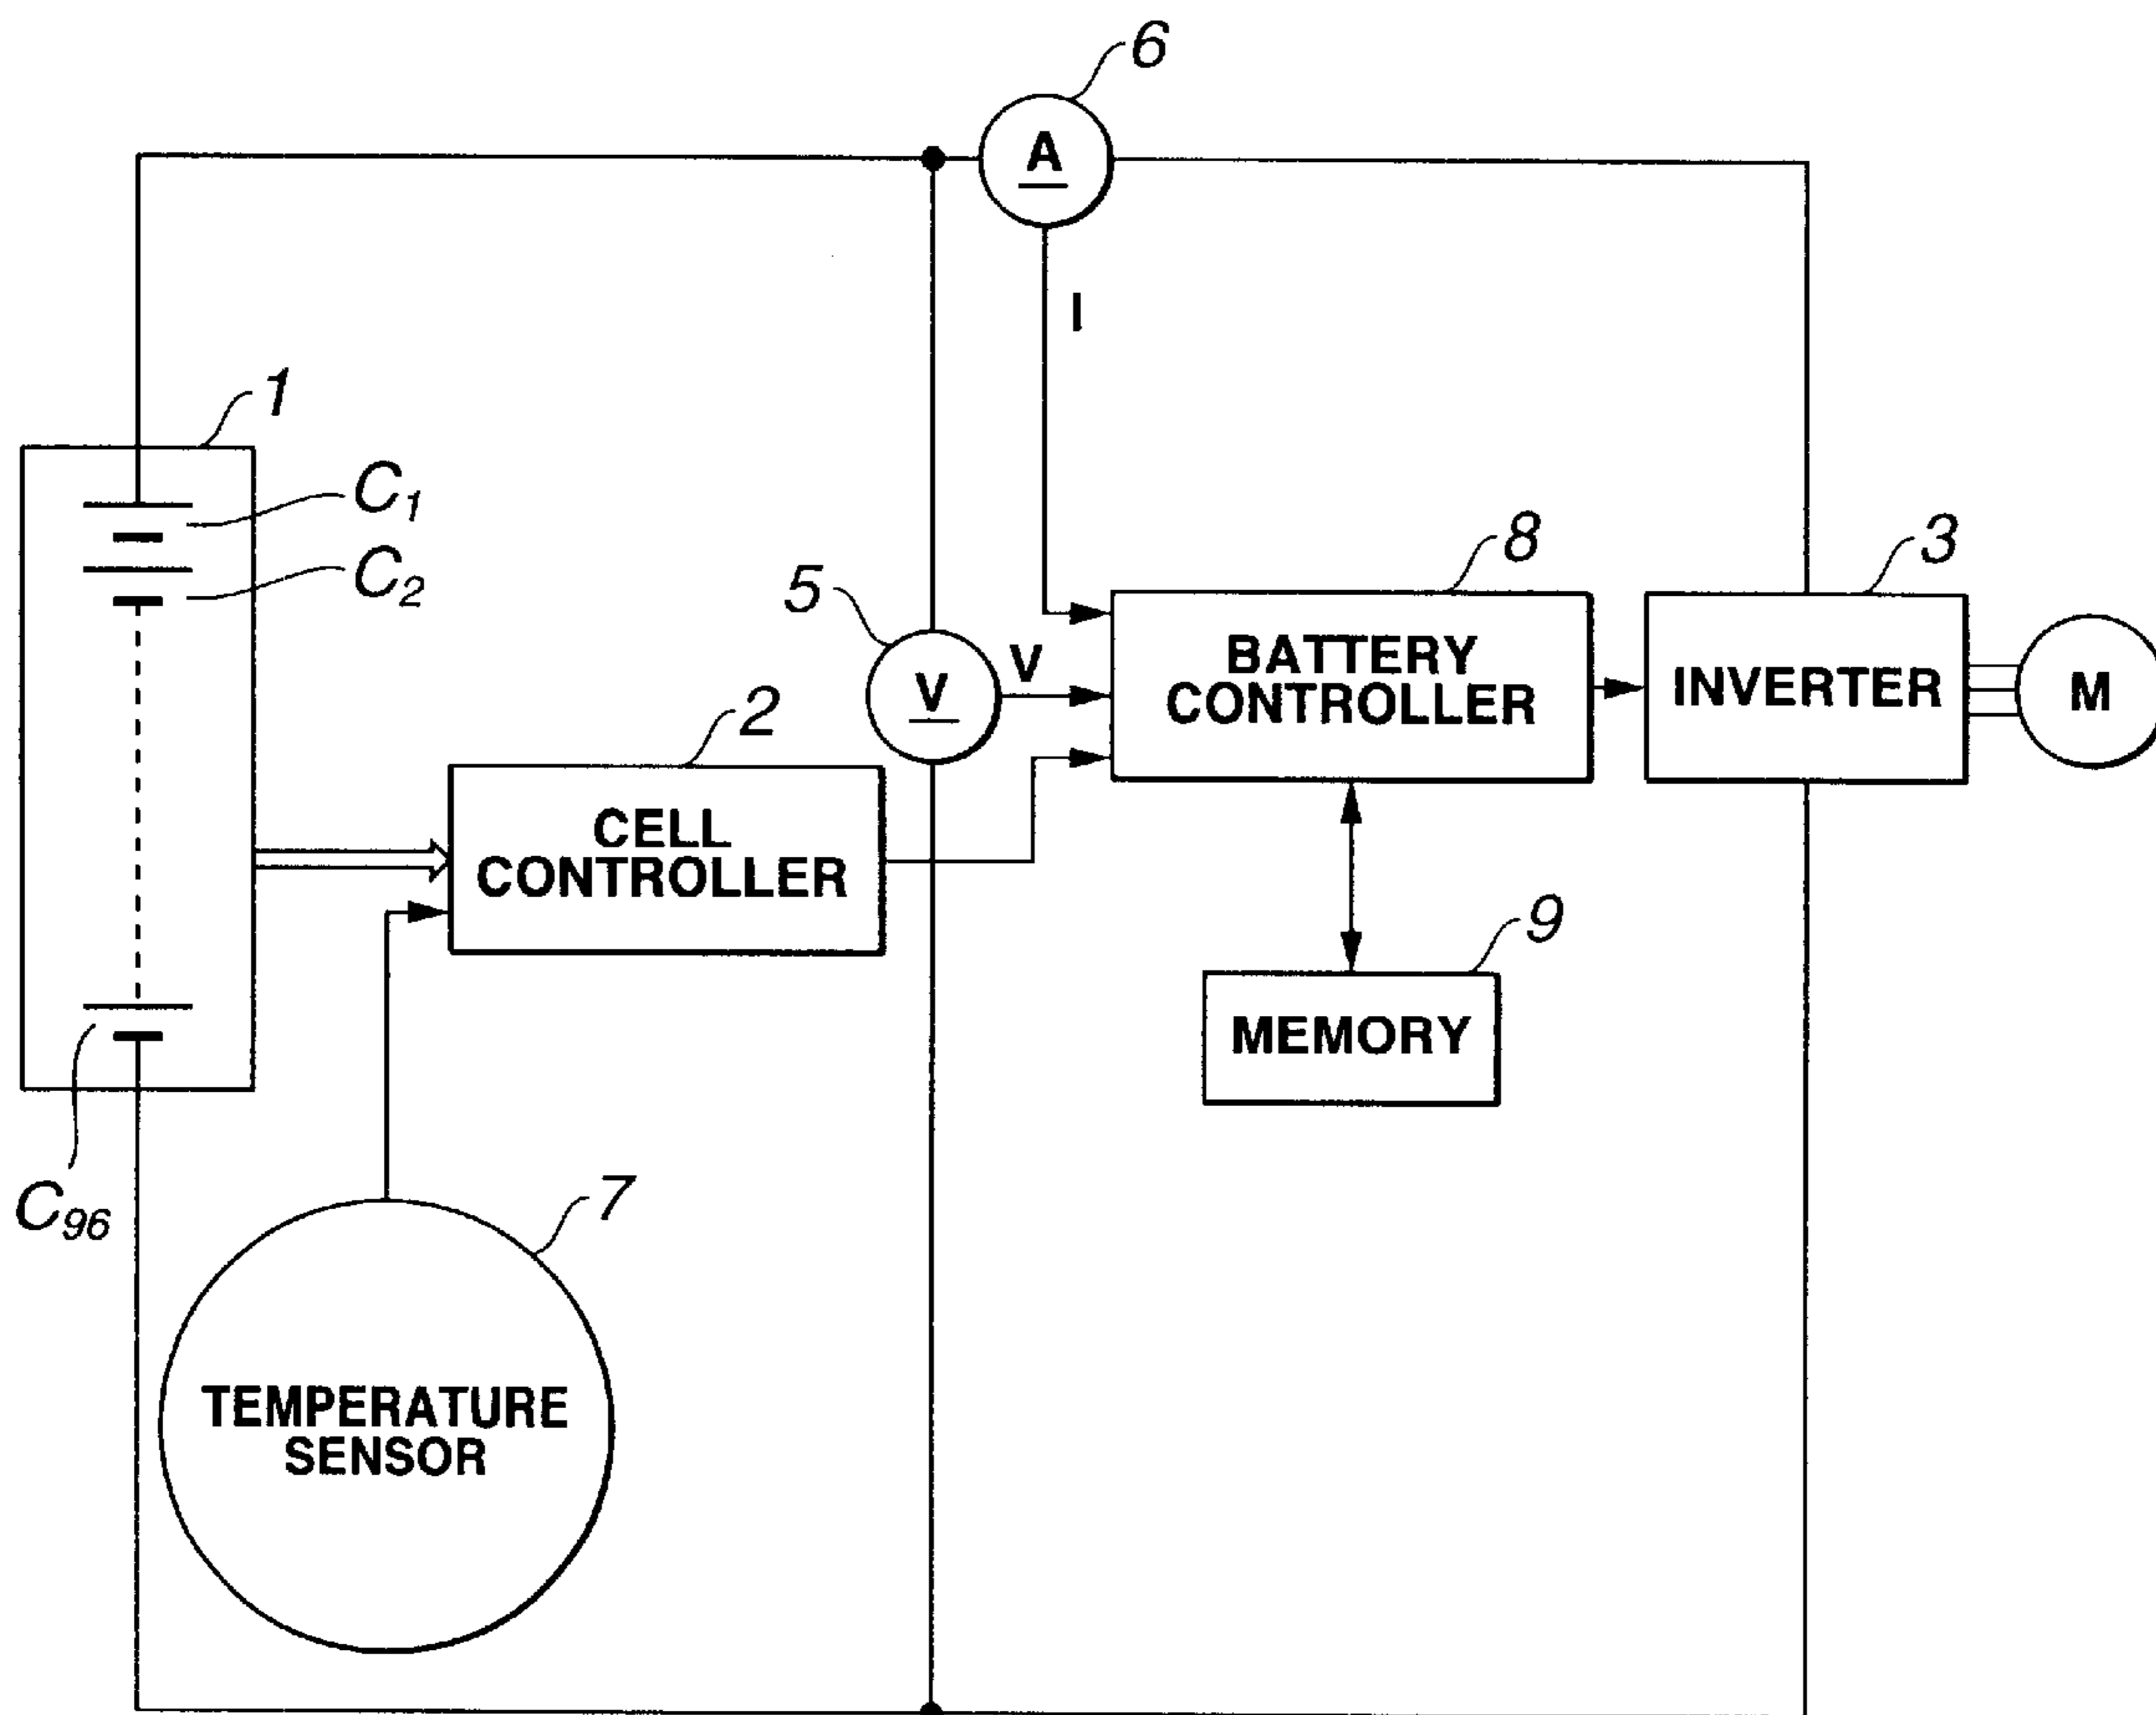 6
A
I
1
C1
C2
8
3
5
BATTERY
CONTROLLER
V
V
INVERTER
M
2
CELL
CONTROLLER
9
MEMORY
C96
7
TEMPERATURE
SENSOR